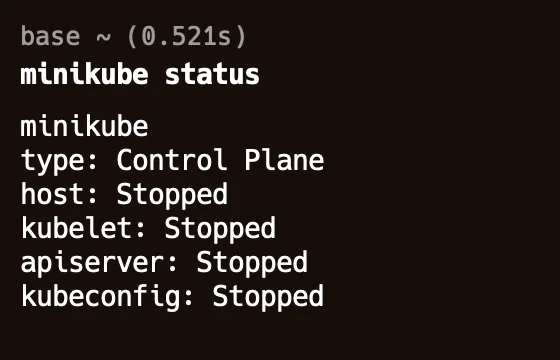 base ~ (0.521s)
minikube status
minikube
type: Control Plane
host: Stopped
kubelet: Stopped
apiserver: Stopped
kubeconfig: Stopped